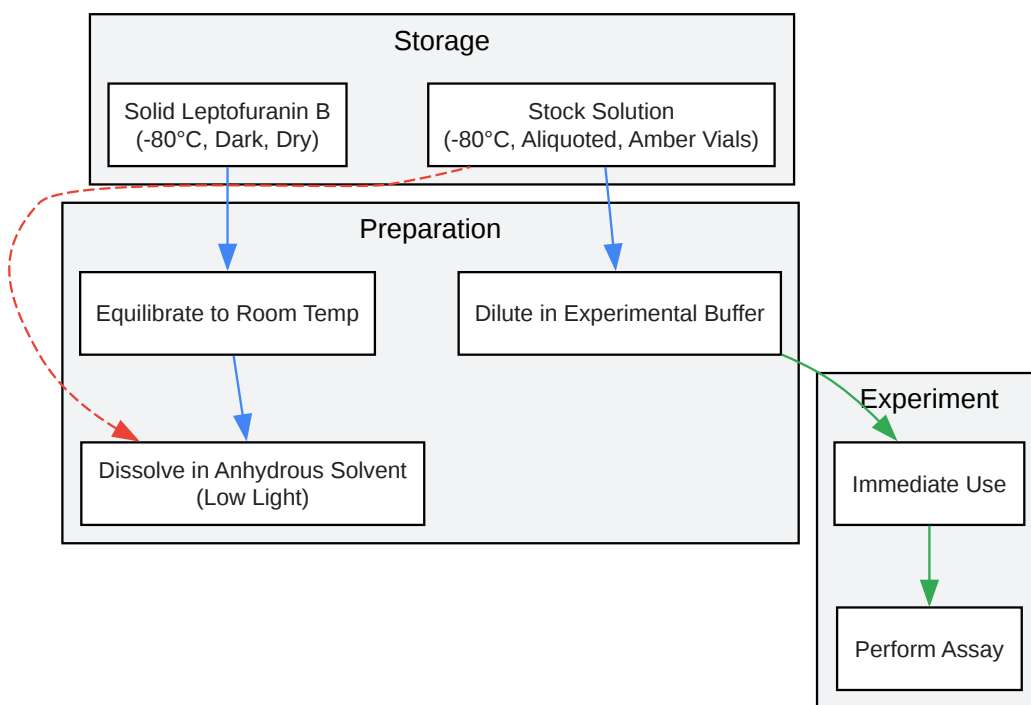 Storage
Solid Leptofuranin B
(-80°C, Dark, Dry)
Stock Solution
(-80°C, Aliquoted, Amber Vials)
Preparation
Equilibrate to Room Temp
Dilute in Experimental Buffer
Dissolve in Anhydrous Solvent
(Low Light)
Experiment
Immediate Use
Perform Assay